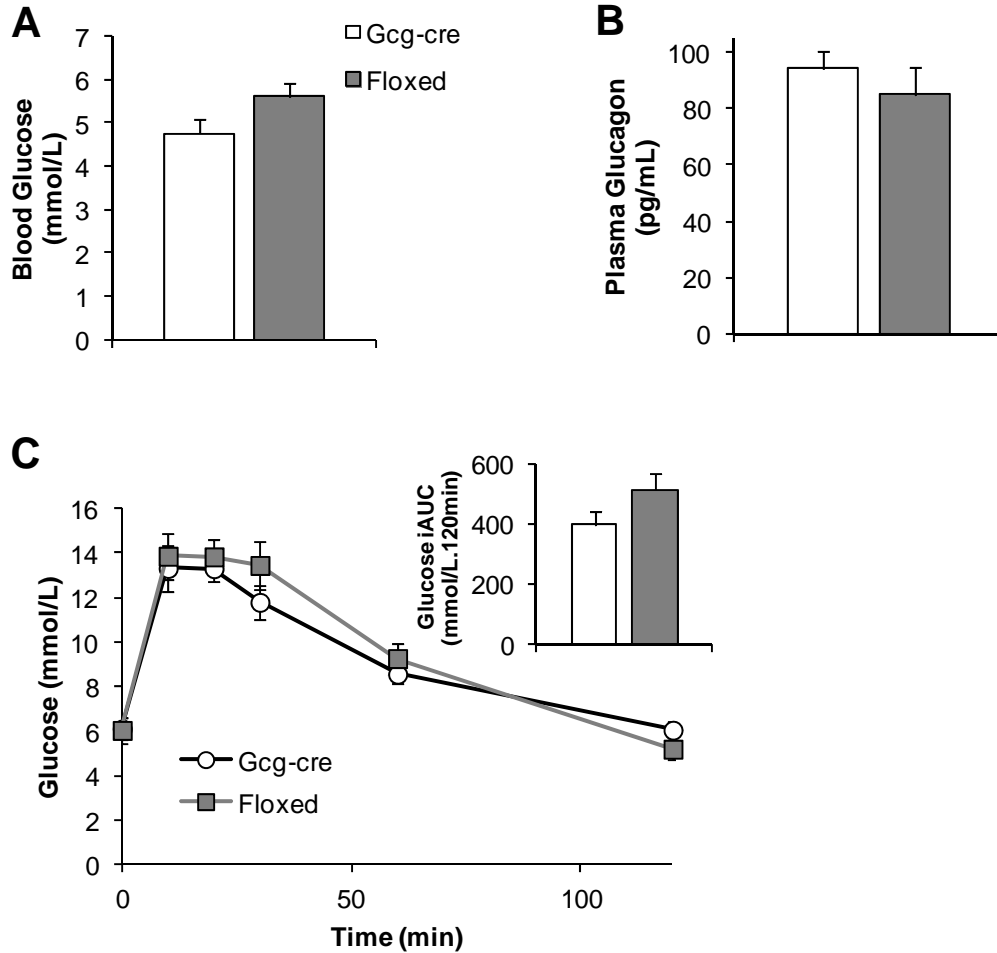 A
B
Gcg-cre
Floxed
Blood Glucose
(mmol/L)
7
6
5
4
3
2
1
0
Plasma Glucagon
(pg/mL)
100
80
60
40
20
0
C
Glucose (mmol/L)
16
14
12
10
8
6
4
2
0
Gcg-cre
Floxed
0
50
100
Time (min)
Glucose iAUC
(mmol/L.120min)
600
400
200
0